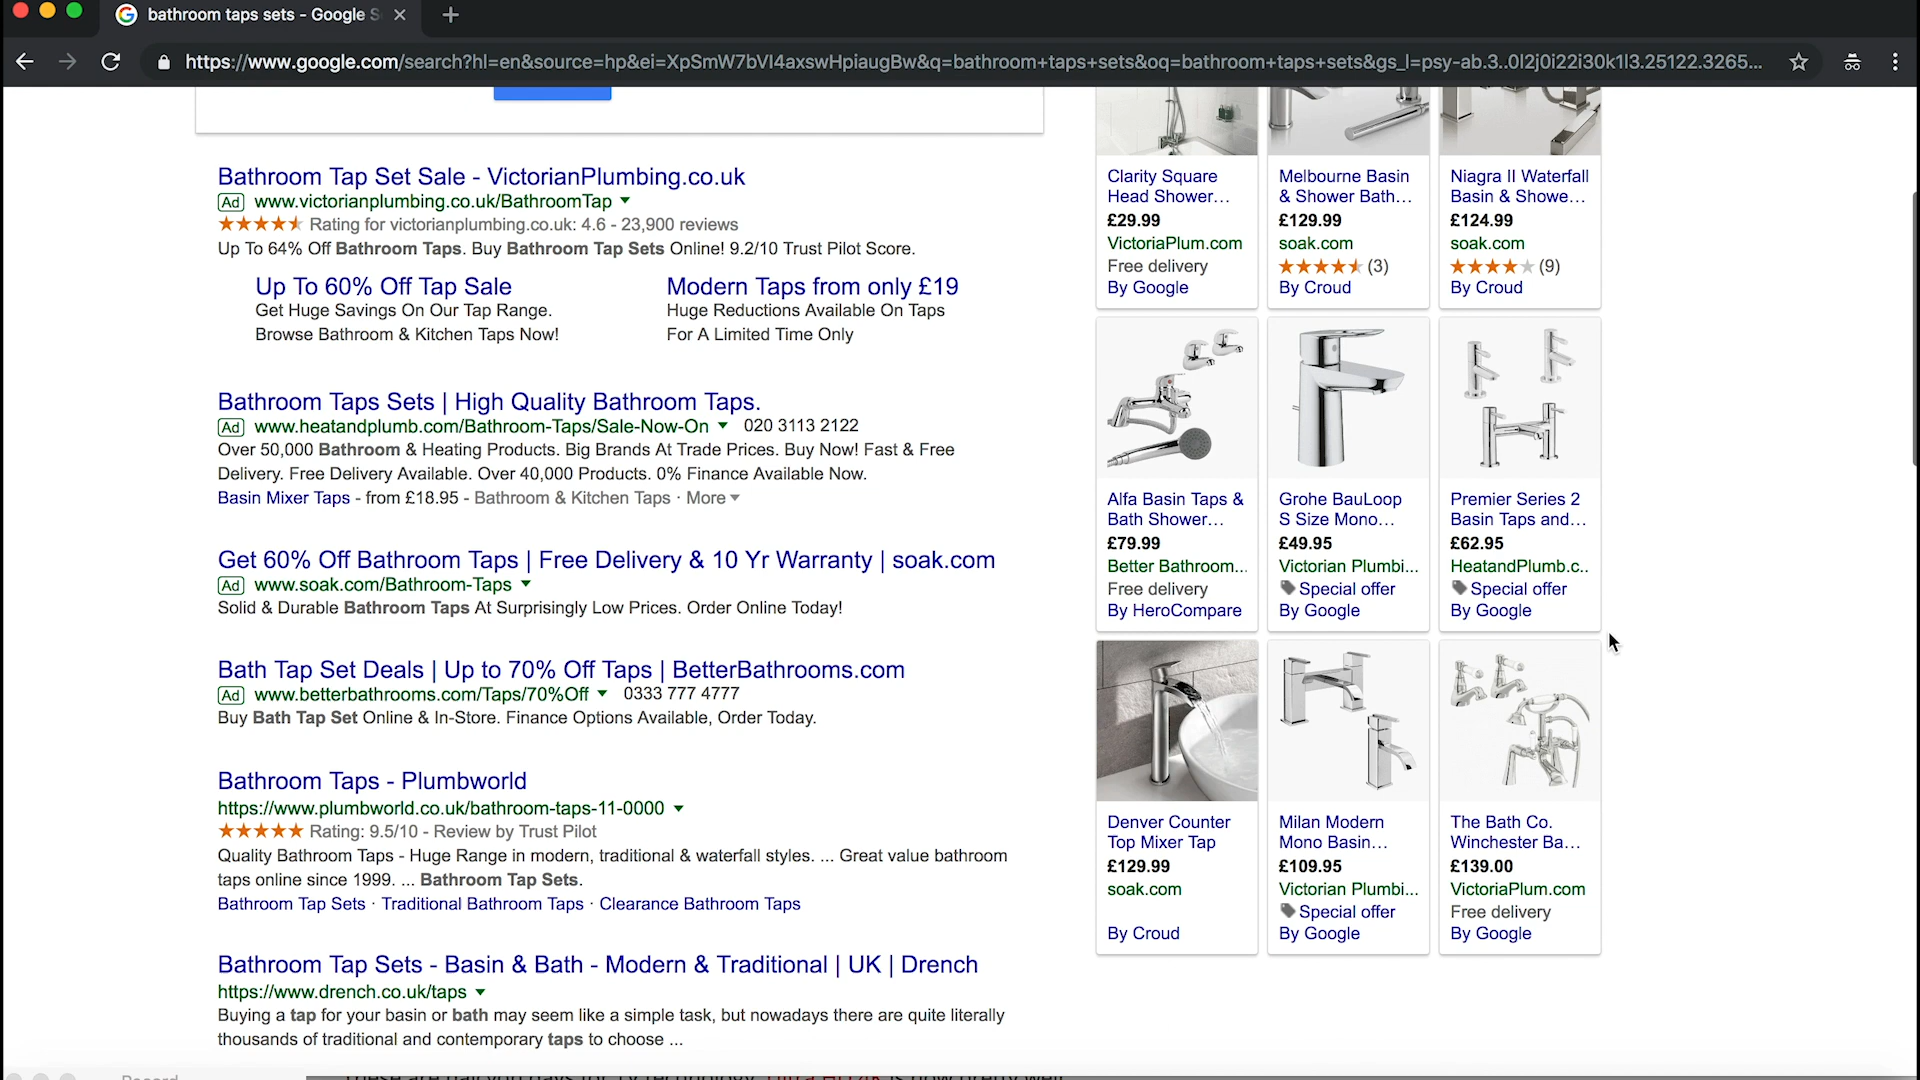 bathroom taps sets - Google S
https://www.google.com/search?hl=en&source=hp&ei=XpSmW7bVI4axswHpiaugBw&q=bathroom+taps+sets&oq=bathroom+taps+sets&gs_l=psy-ab.3..0l2j0i22i30k1l3.25122.3265...
Bathroom Tap Set Sale - VictorianPlumbing.co.uk
Ad www.victorianplumbing.co.uk/BathroomTap
Rating for victorianplumbing.co.uk: 4.6 - 23,900 reviews
Up To 64% Off Bathroom Taps. Buy Bathroom Tap Sets Online! 9.2/10 Trust Pilot Score.
Up To 60% Off Tap Sale
Get Huge Savings On Our Tap Range.
Browse Bathroom & Kitchen Taps Now!
Modern Taps from only £19
Huge Reductions Available On Taps
For A Limited Time Only
Bathroom Taps Sets | High Quality Bathroom Taps.
Ad www.heatandplumb.com/Bathroom-Taps/Sale-Now-On 020 3113 2122
Over 50,000 Bathroom & Heating Products. Big Brands At Trade Prices. Buy Now! Fast & Free
Delivery. Free Delivery Available. Over 40,000 Products. 0% Finance Available Now.
Basin Mixer Taps - from £18.95 - Bathroom & Kitchen Taps · More
Get 60% Off Bathroom Taps | Free Delivery & 10 Yr Warranty | soak.com
Ad www.soak.com/Bathroom-Taps
Solid & Durable Bathroom Taps At Surprisingly Low Prices. Order Online Today!
Bath Tap Set Deals | Up to 70% Off Taps | BetterBathrooms.com
Ad www.betterbathrooms.com/Taps/70%Off 0333 777 4777
Buy Bath Tap Set Online & In-Store. Finance Options Available, Order Today.
Bathroom Taps - Plumbworld
https://www.plumbworld.co.uk/bathroom-taps-11-0000
Rating: 9.5/10 - Review by Trust Pilot
Quality Bathroom Taps - Huge Range in modern, traditional & waterfall styles. ... Great value bathroom
taps online since 1999. ... Bathroom Tap Sets.
Bathroom Tap Sets · Traditional Bathroom Taps · Clearance Bathroom Taps
Bathroom Tap Sets - Basin & Bath - Modern & Traditional | UK | Drench
https://www.drench.co.uk/taps
Buying a tap for your basin or bath may seem like a simple task, but nowadays there are quite literally
thousands of traditional and contemporary taps to choose ...
Clarity Square
Head Shower...
£29.99
VictoriaPlum.com
Free delivery
By Google
Melbourne Basin
& Shower Bath...
£129.99
soak.com
(3)
By Croud
Niagra II Waterfall
Basin & Showe...
£124.99
soak.com
(9)
By Croud
Alfa Basin Taps &
Bath Shower...
£79.99
Better Bathroom...
Free delivery
By HeroCompare
Grohe BauLoop
S Size Mono...
£49.95
Victorian Plumbi...
Special offer
By Google
Premier Series 2
Basin Taps and...
£62.95
HeatandPlumb.c..
Special offer
By Google
Denver Counter
Top Mixer Tap
£129.99
soak.com
By Croud
Milan Modern
Mono Basin...
£109.95
Victorian Plumbi...
Special offer
By Google
The Bath Co.
Winchester Ba...
£139.00
VictoriaPlum.com
Free delivery
By Google